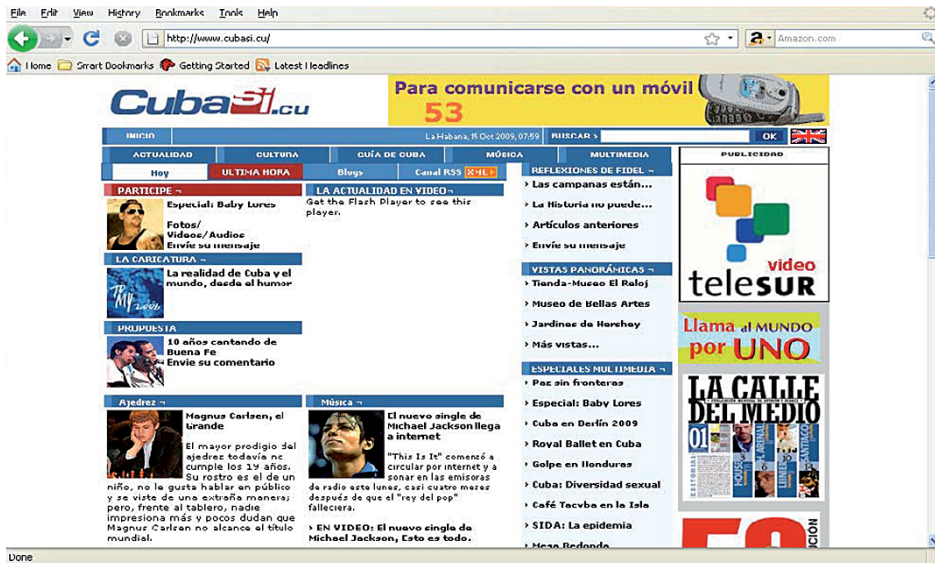 File Edit View History Bookmarks Tools Help
http://www.cubasi.cu/
Amazon.com
Home Smart Bookmarks Getting Started Latest Headlines
CubaSi.cu
Para comunicarse con un móvil
53
INICIO
La Habana, 15 Oct 2009, 07:59
BUSCAR >
OK
ACTUALIDAD CULTURA GUÍA DE CUBA MÚSICA MULTIMEDIA
Hoy ULTIMA HORA Blogs Canal RSS XML
PARTICIPE ¬
Especial: Baby Lores
Fotos/
Videos/Audios
Envíe su mensaje
LA CARICATURA ¬
La realidad de Cuba y el
mundo, desde el humor
TO
MY
2006
PROPUESTA
10 años cantando de
Buena Fe
Envie su comentario
LA ACTUALIDAD EN VIDEO ¬
Get the Flash Player to see this
player.
Ajedrez ¬
Magnus Carlsen, el
Grande
El mayor prodigio del
ajedrez todavía no
cumple los 19 años.
Su rostro es el de un
niño, no le gusta hablar en público
y se viste de una extraña manera;
pero, frente al tablero, nadie
impresiona más y pocos dudan que
Magnus Carlsen no alcance el título
mundial.
Música ¬
El nuevo single de
Michael Jackson llega
a internet
"This Is It" comenzó a
circular por internet y a
sonar en las emisoras
de radio este lunes, casi cuatro meses
después de que el "rey del pop"
falleciera.
> EN VIDEO: El nuevo single de
Michael Jackson, Esto es todo.
REFLEXIONES DE FIDEL ¬
> Las campanas están...
> La Historia no puede...
> Artículos anteriores
> Envíe su mensaje
VISTAS PANORÁMICAS ¬
> Tienda-Museo El Reloj
> Museo de Bellas Artes
> Jardines de Hershey
> Más vistas...
ESPECIALES MULTIMEDIA ¬
> Paz sin fronteras
> Especial: Baby Lores
> Cuba en Berlín 2009
> Royal Ballet en Cuba
> Golpe en Honduras
> Cuba: Diversidad sexual
> Café Tacvba en la Isla
> SIDA: La epidemia
> Mesa Redonda
PUBLICIDAD
video
telesUR
Llama al MUNDO
por UNO
LA CALLE
DEL MEDIO
01
EDITORIAL
HOUSE
ARENAL
LEINIER
SANTIAGO
Done